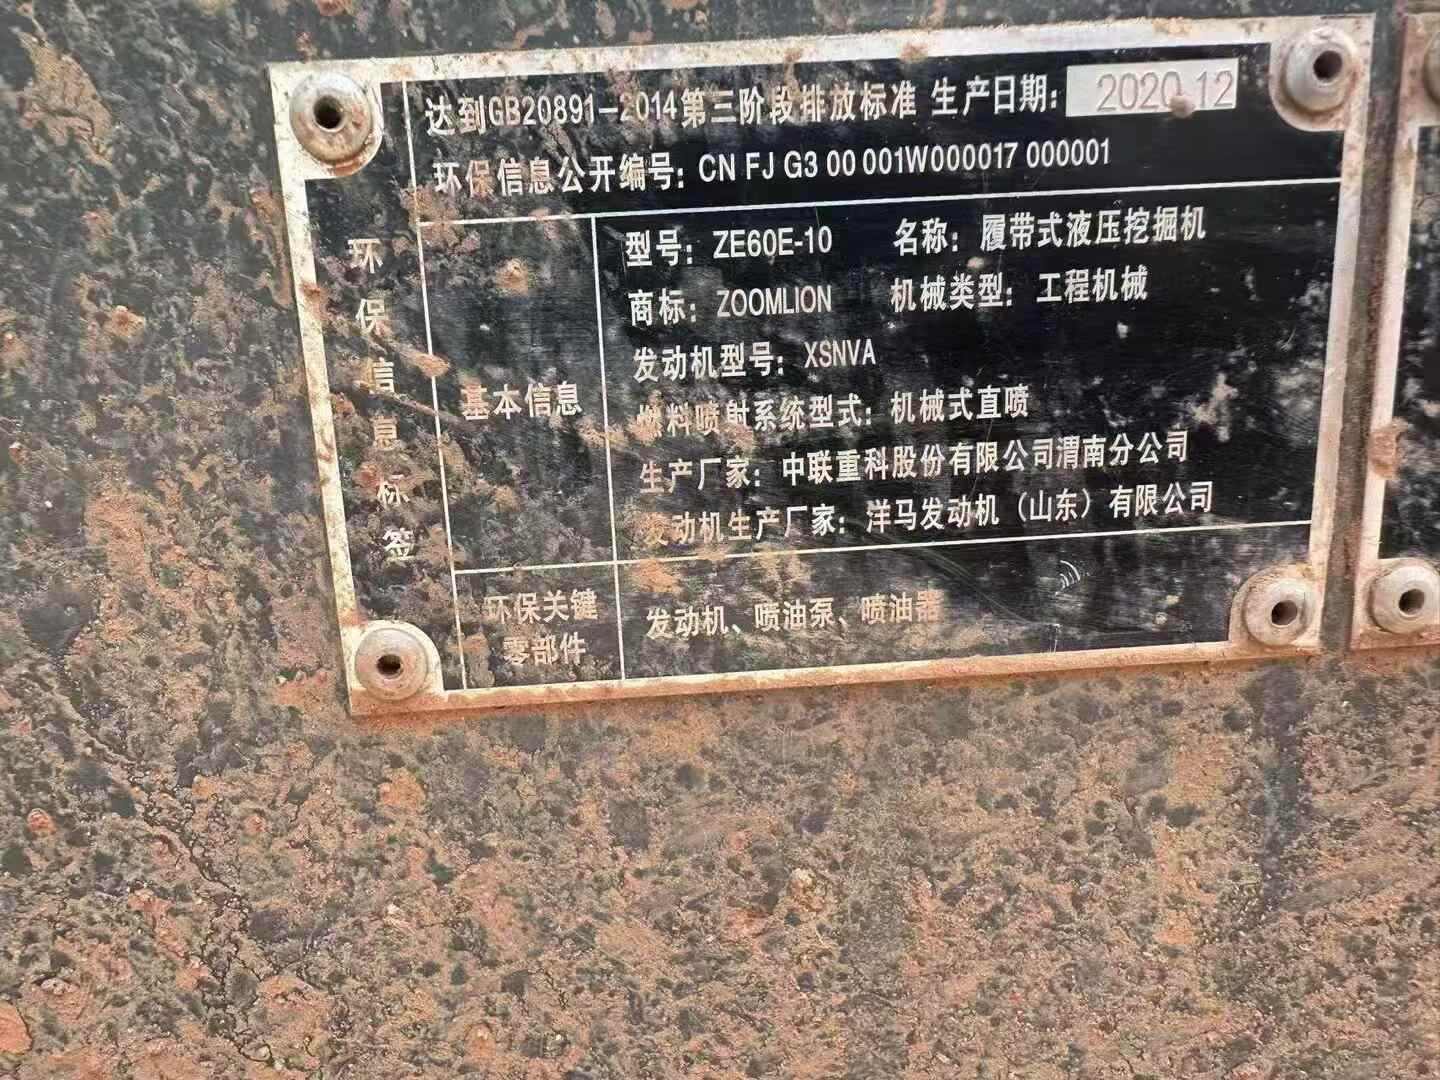 达到GB20891-2014第三阶段排放标准 生产日期: 2020.12
环保信息公开编号: CN FJ G3 00 001W000017 000001
环保信息标签
基本信息
型号: ZE60E-10 名称: 履带式液压挖掘机
商标: ZOOMLION 机械类型: 工程机械
发动机型号: XSNVA
燃料喷射系统型式: 机械式直喷
生产厂家: 中联重科股份有限公司渭南分公司
发动机生产厂家: 洋马发动机（山东）有限公司
环保关键
零部件
发动机、喷油泵、喷油器